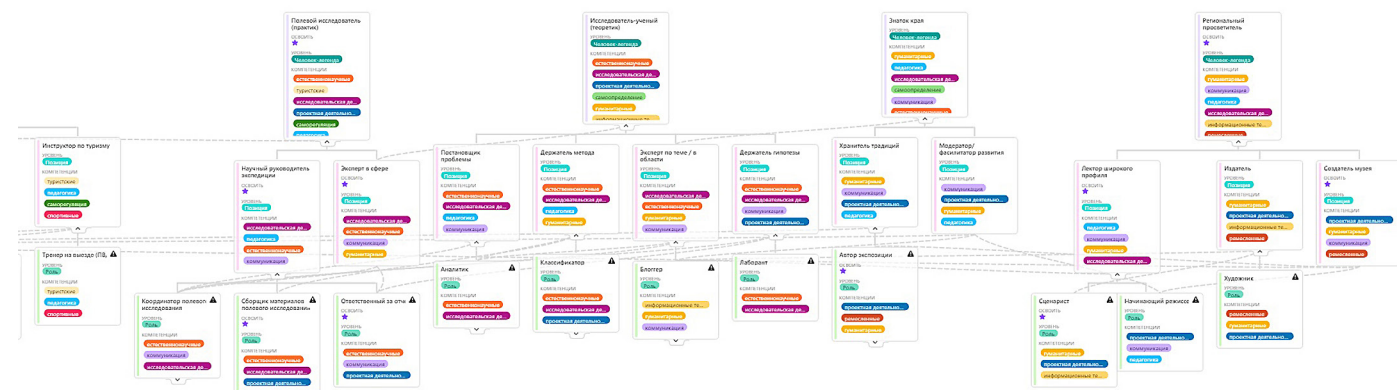 Полевой исследователь
(практик)
ОСВОИТЬ
УРОВЕНЬ
Человек-легенда
КОМПЕТЕНЦИИ
естественнонаучные
туристские
исследовательская де...
проектная деятельно...
саморегуляция
педагогика
Исследователь-ученый
(теоретик)
УРОВЕНЬ
Человек-легенда
КОМПЕТЕНЦИИ
естественнонаучные
исследовательская де...
проектная деятельно...
самоопределение
гуманитарные
информационные те...
Знаток края
УРОВЕНЬ
Человек-легенда
КОМПЕТЕНЦИИ
гуманитарные
педагогика
исследовательская де...
самоопределение
коммуникация
естественнонаучные
Региональный
просветитель
ОСВОИТЬ
УРОВЕНЬ
Человек-легенда
КОМПЕТЕНЦИИ
гуманитарные
коммуникация
педагогика
исследовательская де...
информационные те...
ремесленные
Инструктор по туризму
УРОВЕНЬ
Позиция
КОМПЕТЕНЦИИ
туристские
педагогика
саморегуляция
спортивные
Научный руководитель
экспедиции
ОСВОИТЬ
УРОВЕНЬ
Позиция
КОМПЕТЕНЦИИ
исследовательская де...
педагогика
естественнонаучные
коммуникация
Эксперт в сфере
ОСВОИТЬ
УРОВЕНЬ
Позиция
КОМПЕТЕНЦИИ
исследовательская де...
естественнонаучные
коммуникация
гуманитарные
Постановщик
проблемы
УРОВЕНЬ
Позиция
КОМПЕТЕНЦИИ
естественнонаучные
исследовательская де...
педагогика
коммуникация
Держатель метода
УРОВЕНЬ
Позиция
КОМПЕТЕНЦИИ
естественнонаучные
исследовательская де...
педагогика
гуманитарные
Эксперт по теме / в
области
УРОВЕНЬ
Позиция
КОМПЕТЕНЦИИ
исследовательская де...
естественнонаучные
гуманитарные
коммуникация
Держатель гипотезы
УРОВЕНЬ
Позиция
КОМПЕТЕНЦИИ
естественнонаучные
исследовательская де...
коммуникация
проектная деятельно...
Хранитель традиций
УРОВЕНЬ
Позиция
КОМПЕТЕНЦИИ
гуманитарные
коммуникация
проектная деятельно...
педагогика
Модератор/
фасилитатор развития
УРОВЕНЬ
Позиция
КОМПЕТЕНЦИИ
коммуникация
проектная деятельно...
гуманитарные
педагогика
Лектор широкого
профиля
ОСВОИТЬ
УРОВЕНЬ
Позиция
КОМПЕТЕНЦИИ
педагогика
коммуникация
гуманитарные
исследовательская де...
Издатель
УРОВЕНЬ
Позиция
КОМПЕТЕНЦИИ
гуманитарные
проектная деятельно...
информационные те...
ремесленные
Создатель музея
ОСВОИТЬ
УРОВЕНЬ
Позиция
КОМПЕТЕНЦИИ
проектная деятельно...
гуманитарные
коммуникация
ремесленные
Тренер на выезде (ПВД,
УРОВЕНЬ
Роль
КОМПЕТЕНЦИИ
туристские
педагогика
спортивные
Координатор полевого
исследования
УРОВЕНЬ
Роль
КОМПЕТЕНЦИИ
естественнонаучные
коммуникация
исследовательская де...
Сборщик материалов
полового исследования
ОСВОИТЬ
УРОВЕНЬ
Роль
КОМПЕТЕНЦИИ
естественнонаучные
исследовательская де...
проектная деятельно...
Ответственный за отче
ОСВОИТЬ
УРОВЕНЬ
Роль
КОМПЕТЕНЦИИ
естественнонаучные
коммуникация
проектная деятельно...
Аналитик
УРОВЕНЬ
Роль
КОМПЕТЕНЦИИ
естественнонаучные
исследовательская де...
Классификатор
УРОВЕНЬ
Роль
КОМПЕТЕНЦИИ
естественнонаучные
исследовательская де...
проектная деятельно...
Блоггер
УРОВЕНЬ
Роль
КОМПЕТЕНЦИИ
информационные те...
гуманитарные
коммуникация
Лаборант
УРОВЕНЬ
Роль
КОМПЕТЕНЦИИ
естественнонаучные
исследовательская де...
Автор экспозиции
ОСВОИТЬ
УРОВЕНЬ
Роль
КОМПЕТЕНЦИИ
проектная деятельно...
ремесленные
гуманитарные
Сценарист
ОСВОИТЬ
УРОВЕНЬ
Роль
КОМПЕТЕНЦИИ
гуманитарные
проектная деятельно...
информационные те...
Начинающий режиссе
УРОВЕНЬ
Роль
КОМПЕТЕНЦИИ
проектная деятельно...
коммуникация
педагогика
Художник
УРОВЕНЬ
Роль
КОМПЕТЕНЦИИ
ремесленные
гуманитарные
проектная деятельно...